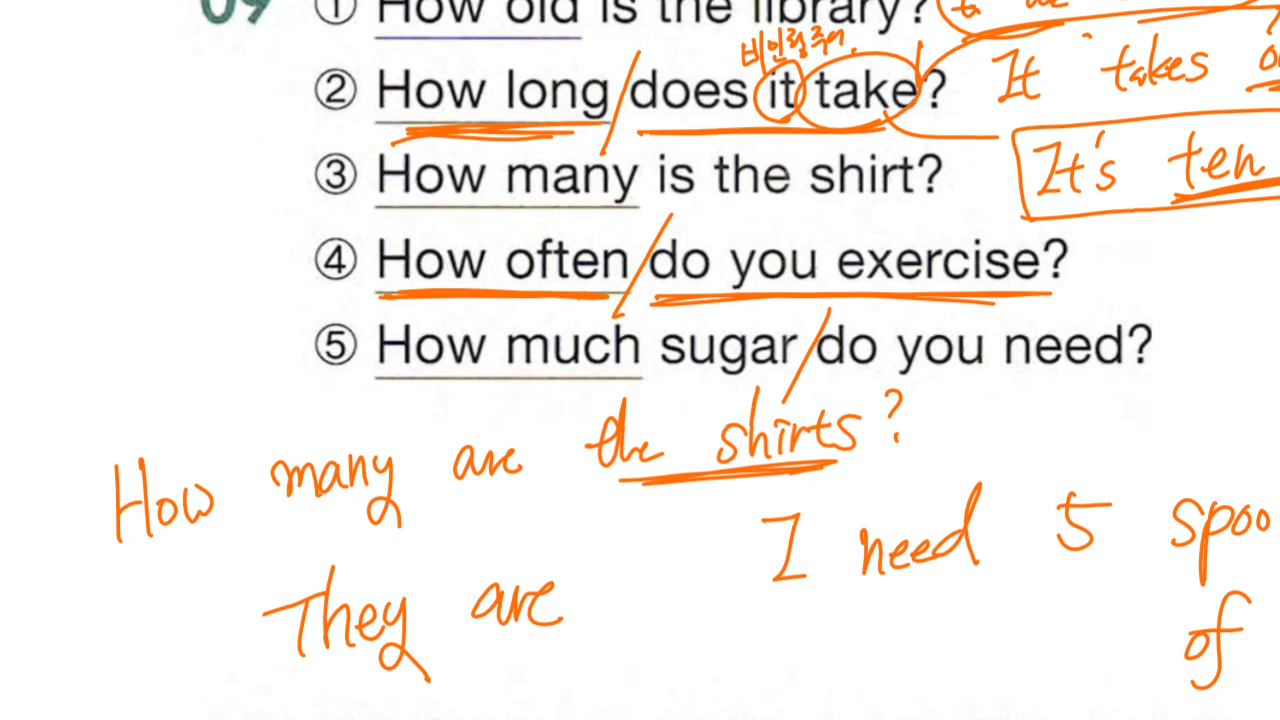 09 ① How old is the library?
비인칭주어.
② How long does it take?
It takes
③ How many is the shirt?
It's ten
④ How often do you exercise?
⑤ How much sugar do you need?
How many are the shirts?
I need 5 spoo
They are
of